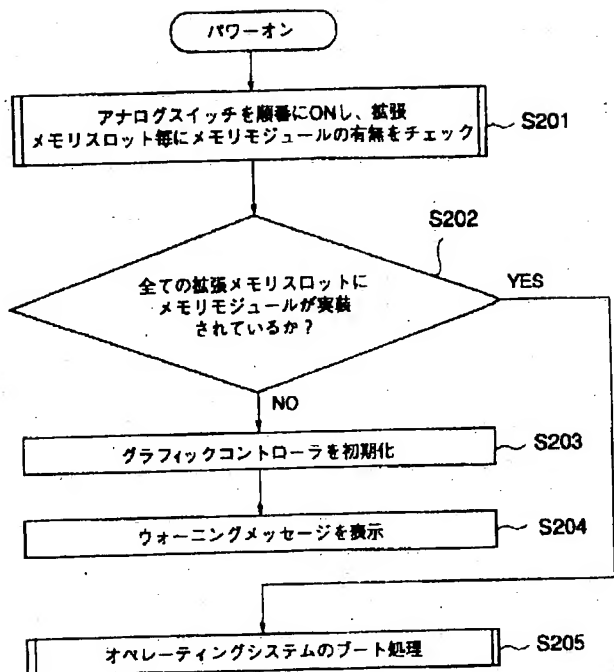 パワーオン
アナログスイッチを順番にONし、拡張
メモリスロット毎にメモリモジュールの有無をチェック
S201
S202
全ての拡張メモリスロットに
メモリモジュールが実装
されているか？
YES
NO
グラフィックコントローラを初期化
S203
ウォーニングメッセージを表示
S204
オペレーティングシステムのブート処理
S205